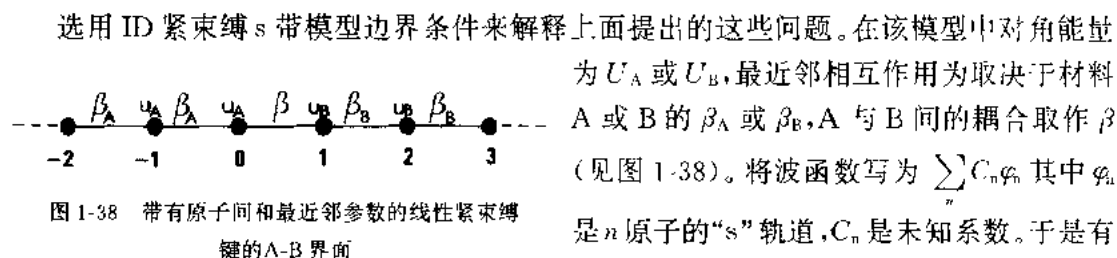 选用 1D 紧束缚 s 带模型边界条件来解释上面提出的这些问题。在该模型中对角能量
为 U_A 或 U_B,最近邻相互作用为取决于材料
A 或 B 的 β_A 或 β_B,A 与 B 间的耦合取作 β
(见图 1-38)。将波函数写为 ∑_n C_nφ_n 其中 φ_n
是 n 原子的“s”轨道,C_n 是未知系数。于是有
β_A u_A β_A u_A β u_B β_B u_B β_B
-2 -1 0 1 2 3
图 1-38 带有原子间和最近邻参数的线性紧束缚
键的A-B 界面